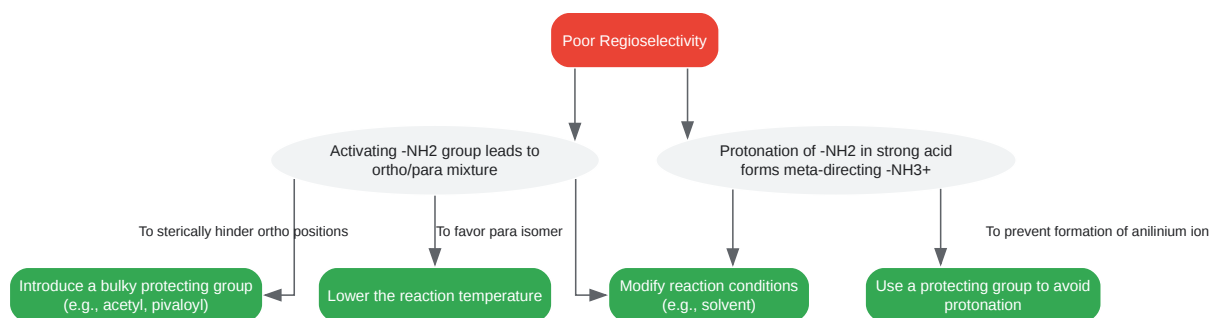 Poor Regioselectivity
Activating -NH2 group leads to
ortho/para mixture
Protonation of -NH2 in strong acid
forms meta-directing -NH3+
To sterically hinder ortho positions
To favor para isomer
To prevent formation of anilinium ion
Introduce a bulky protecting group
(e.g., acetyl, pivaloyl)
Lower the reaction temperature
Modify reaction conditions
(e.g., solvent)
Use a protecting group to avoid
protonation